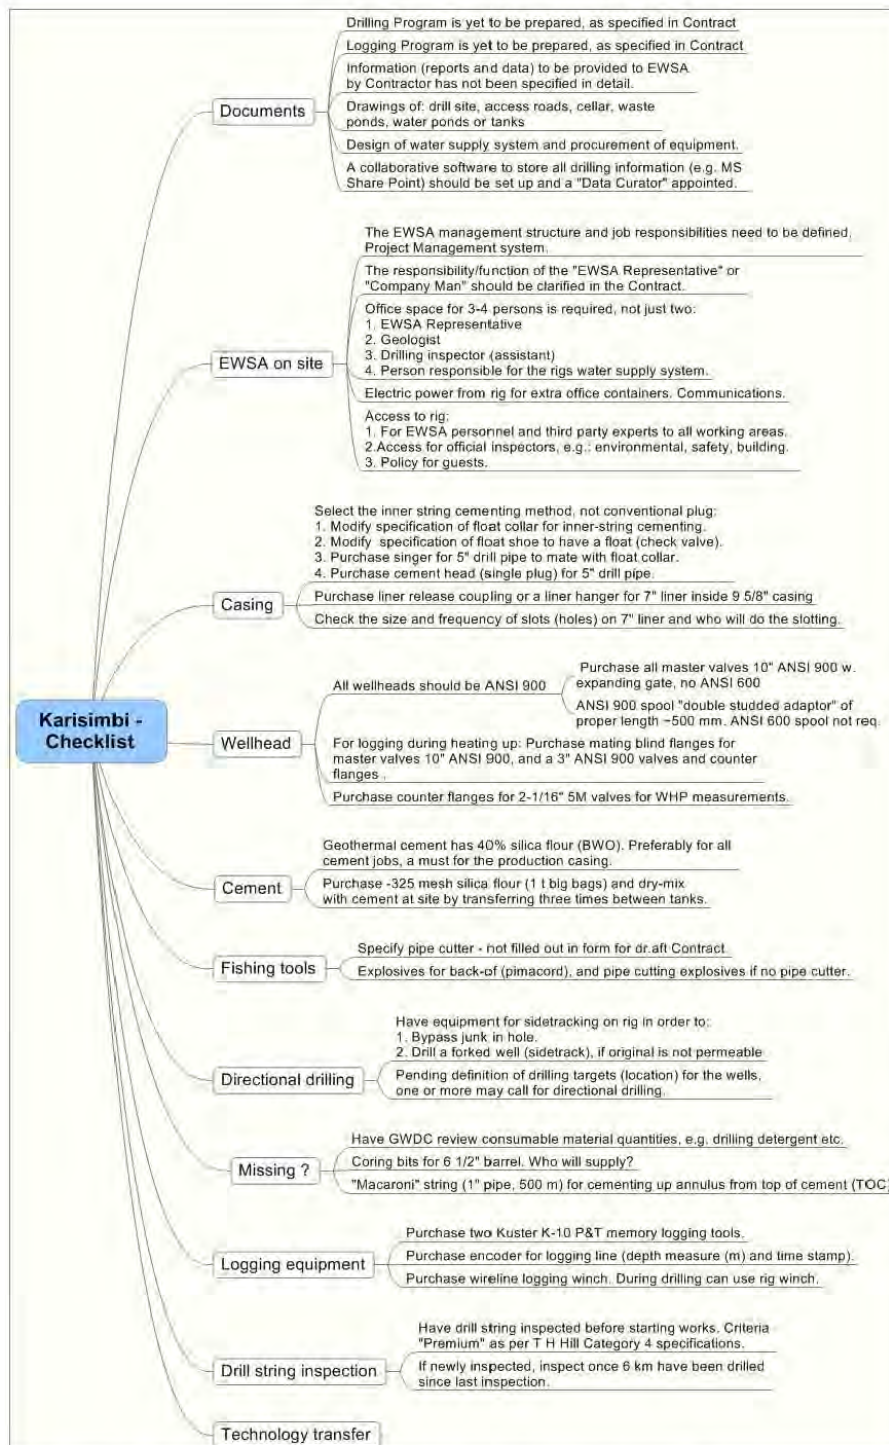 Karisimbi -
Checklist
Documents
Drilling Program is yet to be prepared, as specified in Contract
Logging Program is yet to be prepared, as specified in Contract
Information (reports and data) to be provided to EWSA
by Contractor has not been specified in detail.
Drawings of: drill site, access roads, cellar, waste
ponds, water ponds or tanks
Design of water supply system and procurement of equipment.
A collaborative software to store all drilling information (e.g. MS
Share Point) should be set up and a "Data Curator" appointed.
EWSA on site
The EWSA management structure and job responsibilities need to be defined,
Project Management system.
The responsibility/function of the "EWSA Representative" or
"Company Man" should be clarified in the Contract.
Office space for 3-4 persons is required, not just two:
1. EWSA Representative
2. Geologist
3. Drilling inspector (assistant)
4. Person responsible for the rigs water supply system.
Electric power from rig for extra office containers. Communications.
Access to rig:
1. For EWSA personnel and third party experts to all working areas.
2.Access for official inspectors, e.g.: environmental, safety, building.
3. Policy for guests.
Casing
Select the inner string cementing method, not conventional plug:
1. Modify specification of float collar for inner-string cementing.
2. Modify specification of float shoe to have a float (check valve).
3. Purchase singer for 5" drill pipe to mate with float collar.
4. Purchase cement head (single plug) for 5" drill pipe.
Purchase liner release coupling or a liner hanger for 7" liner inside 9 5/8" casing
Check the size and frequency of slots (holes) on 7" liner and who will do the slotting.
Wellhead
All wellheads should be ANSI 900
Purchase all master valves 10" ANSI 900 w.
expanding gate, no ANSI 600
ANSI 900 spool "double studded adaptor" of
proper length ~500 mm. ANSI 600 spool not req.
For logging during heating up: Purchase mating blind flanges for
master valves 10" ANSI 900, and a 3" ANSI 900 valves and counter
flanges .
Purchase counter flanges for 2-1/16" 5M valves for WHP measurements.
Cement
Geothermal cement has 40% silica flour (BWO). Preferably for all
cement jobs, a must for the production casing.
Purchase -325 mesh silica flour (1 t big bags) and dry-mix
with cement at site by transferring three times between tanks.
Fishing tools
Specify pipe cutter - not filled out in form for dr.aft Contract
Explosives for back-of (pimacord), and pipe cutting explosives if no pipe cutter.
Directional drilling
Have equipment for sidetracking on rig in order to:
1. Bypass junk in hole.
2. Drill a forked well (sidetrack), if original is not permeable
Pending definition of drilling targets (location) for the wells,
one or more may call for directional drilling.
Missing ?
Have GWDC review consumable material quantities, e.g. drilling detergent etc.
Coring bits for 6 1/2" barrel. Who will supply?
"Macaroni" string (1" pipe, 500 m) for cementing up annulus from top of cement (TOC)
Logging equipment
Purchase two Kuster K-10 P&T memory logging tools.
Purchase encoder for logging line (depth measure (m) and time stamp).
Purchase wireline logging winch. During drilling can use rig winch.
Drill string inspection
Have drill string inspected before starting works. Criteria
"Premium" as per T H Hill Category 4 specifications.
If newly inspected, inspect once 6 km have been drilled
since last inspection.
Technology transfer